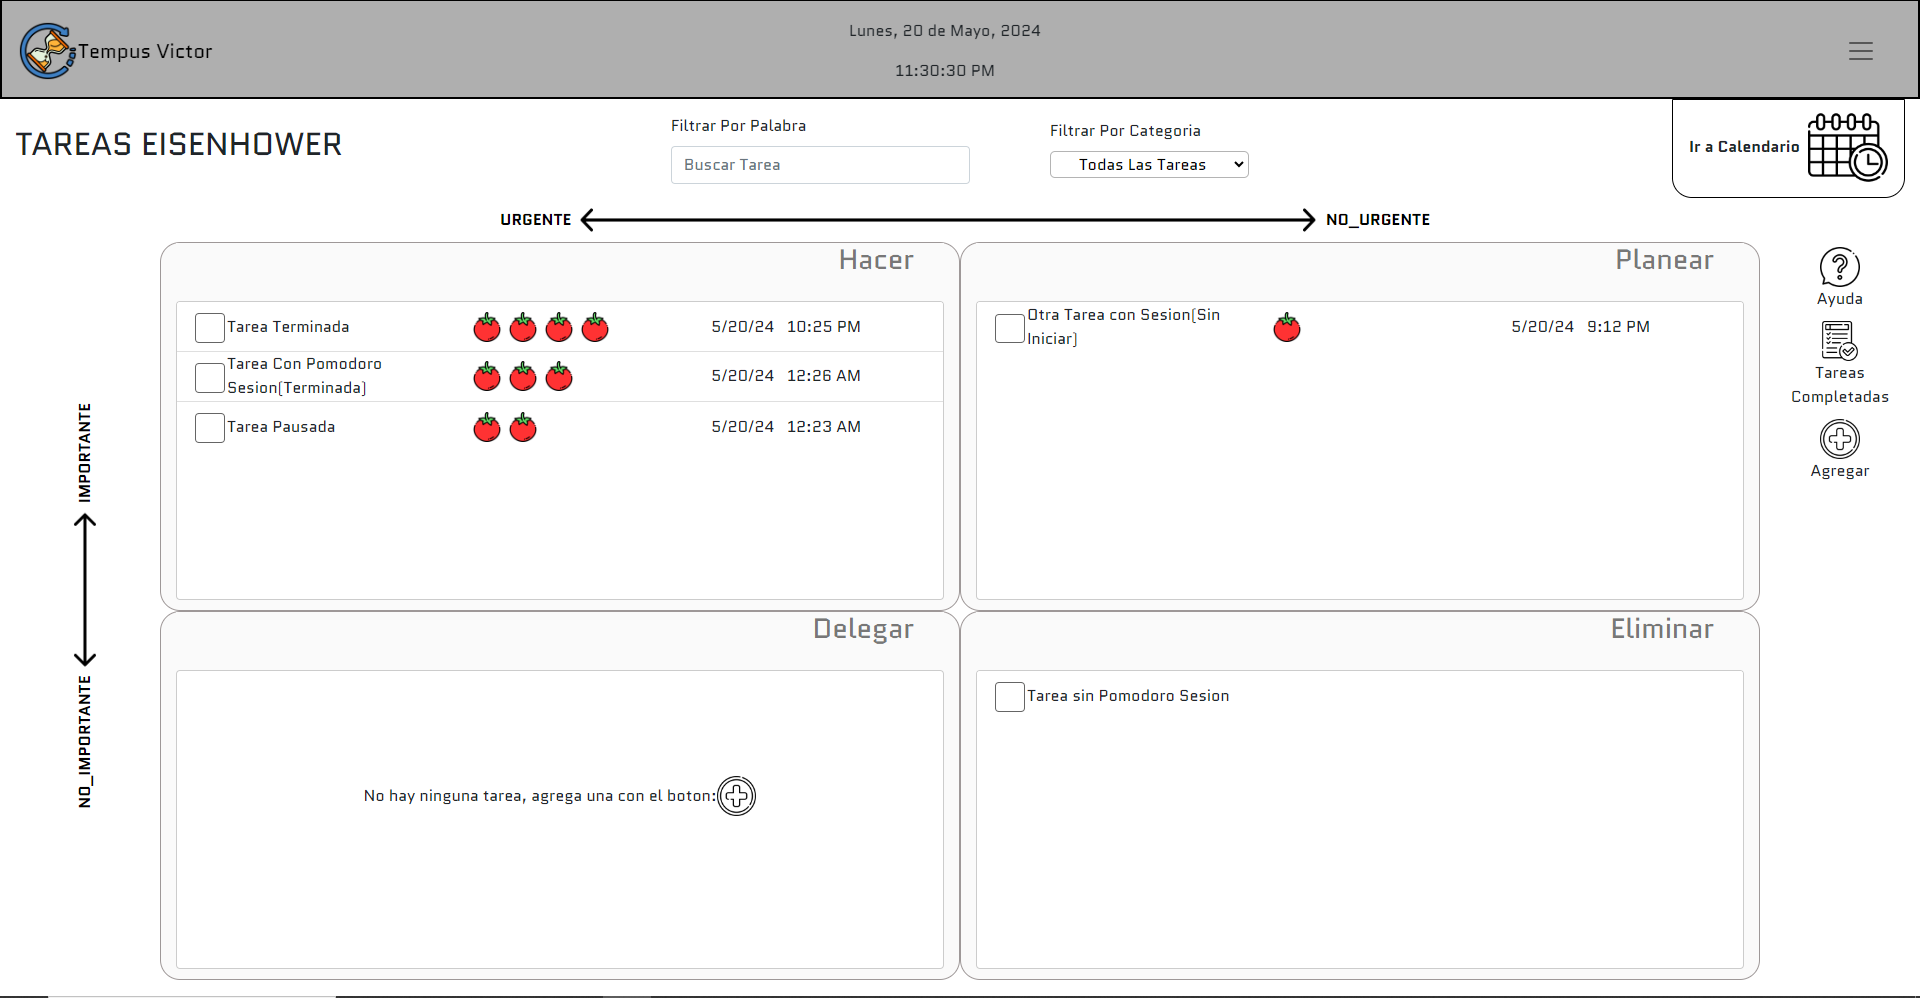 Tempus Victor
Lunes, 20 de Mayo, 2024
11:30:30 PM
TAREAS EISENHOWER
Filtrar Por Palabra
Buscar Tarea
Filtrar Por Categoria
Todas Las Tareas
Ir a Calendario
URGENTE
NO_URGENTE
IMPORTANTE
NO_IMPORTANTE
Hacer
Tarea Terminada 5/20/24 10:25 PM
Tarea Con Pomodoro
Sesion(Terminada) 5/20/24 12:26 AM
Tarea Pausada 5/20/24 12:23 AM
Planear
Otra Tarea con Sesion(Sin
Iniciar) 5/20/24 9:12 PM
Delegar
No hay ninguna tarea, agrega una con el boton:
Eliminar
Tarea sin Pomodoro Sesion
Ayuda
Tareas
Completadas
Agregar